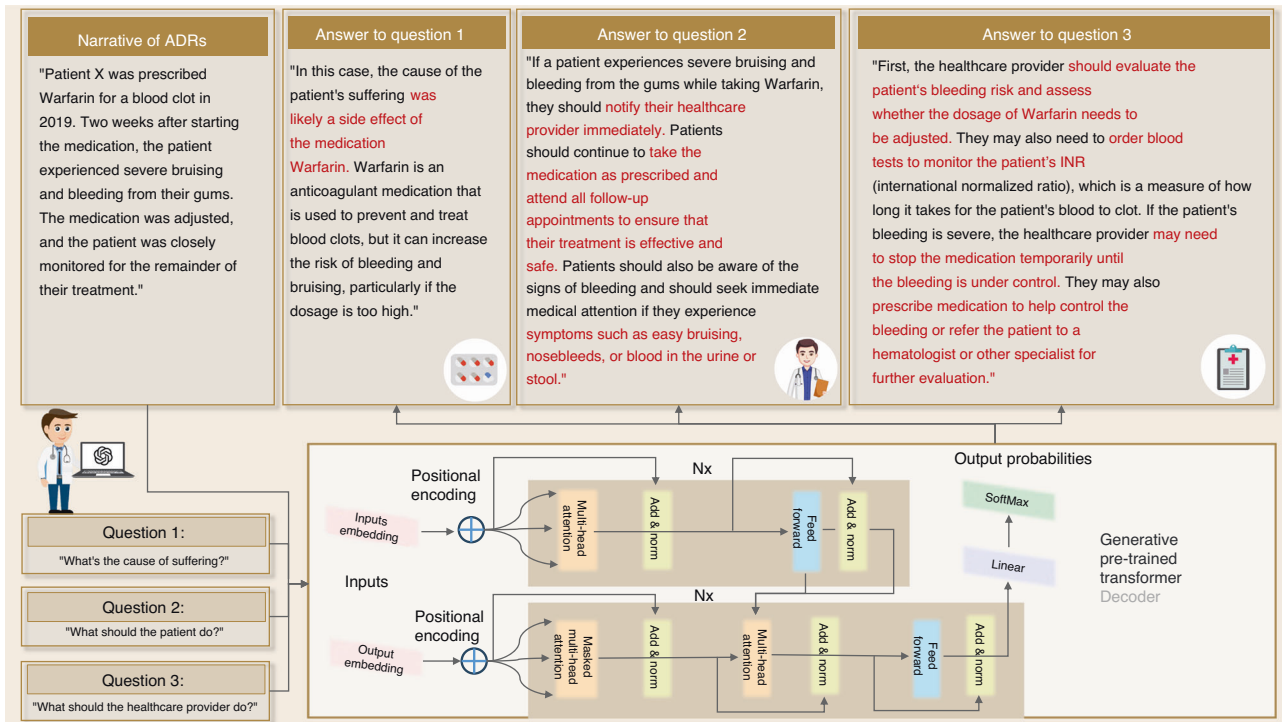 Narrative of ADRs
"Patient X was prescribed
Warfarin for a blood clot in
2019. Two weeks after starting
the medication, the patient
experienced severe bruising
and bleeding from their gums.
The medication was adjusted,
and the patient was closely
monitored for the remainder of
their treatment."
Answer to question 1
"In this case, the cause of the
patient's suffering was
likely a side effect of
the medication
Warfarin. Warfarin is an
anticoagulant medication that
is used to prevent and treat
blood clots, but it can increase
the risk of bleeding and
bruising, particularly if the
dosage is too high."
Answer to question 2
"If a patient experiences severe bruising and
bleeding from the gums while taking Warfarin,
they should notify their healthcare
provider immediately. Patients
should continue to take the
medication as prescribed and
attend all follow-up
appointments to ensure that
their treatment is effective and
safe. Patients should also be aware of the
signs of bleeding and should seek immediate
medical attention if they experience
symptoms such as easy bruising,
nosebleeds, or blood in the urine or
stool."
Answer to question 3
"First, the healthcare provider should evaluate the
patient's bleeding risk and assess
whether the dosage of Warfarin needs to
be adjusted. They may also need to order blood
tests to monitor the patient's INR
(international normalized ratio), which is a measure of how
long it takes for the patient's blood to clot. If the patient's
bleeding is severe, the healthcare provider may need
to stop the medication temporarily until
the bleeding is under control. They may also
prescribe medication to help control the
bleeding or refer the patient to a
hematologist or other specialist for
further evaluation."
Question 1:
"What's the cause of suffering?"
Question 2:
"What should the patient do?"
Question 3:
"What should the healthcare provider do?"
Inputs
Positional
encoding
Inputs
embedding
Nx
Multi-head
attention
Add & norm
Feed
forward
Add & norm
Positional
encoding
Output
embedding
Nx
Masked
multi-head
attention
Add & norm
Multi-head
attention
Add & norm
Feed
forward
Add & norm
Output probabilities
SoftMax
Linear
Generative
pre-trained
transformer
Decoder